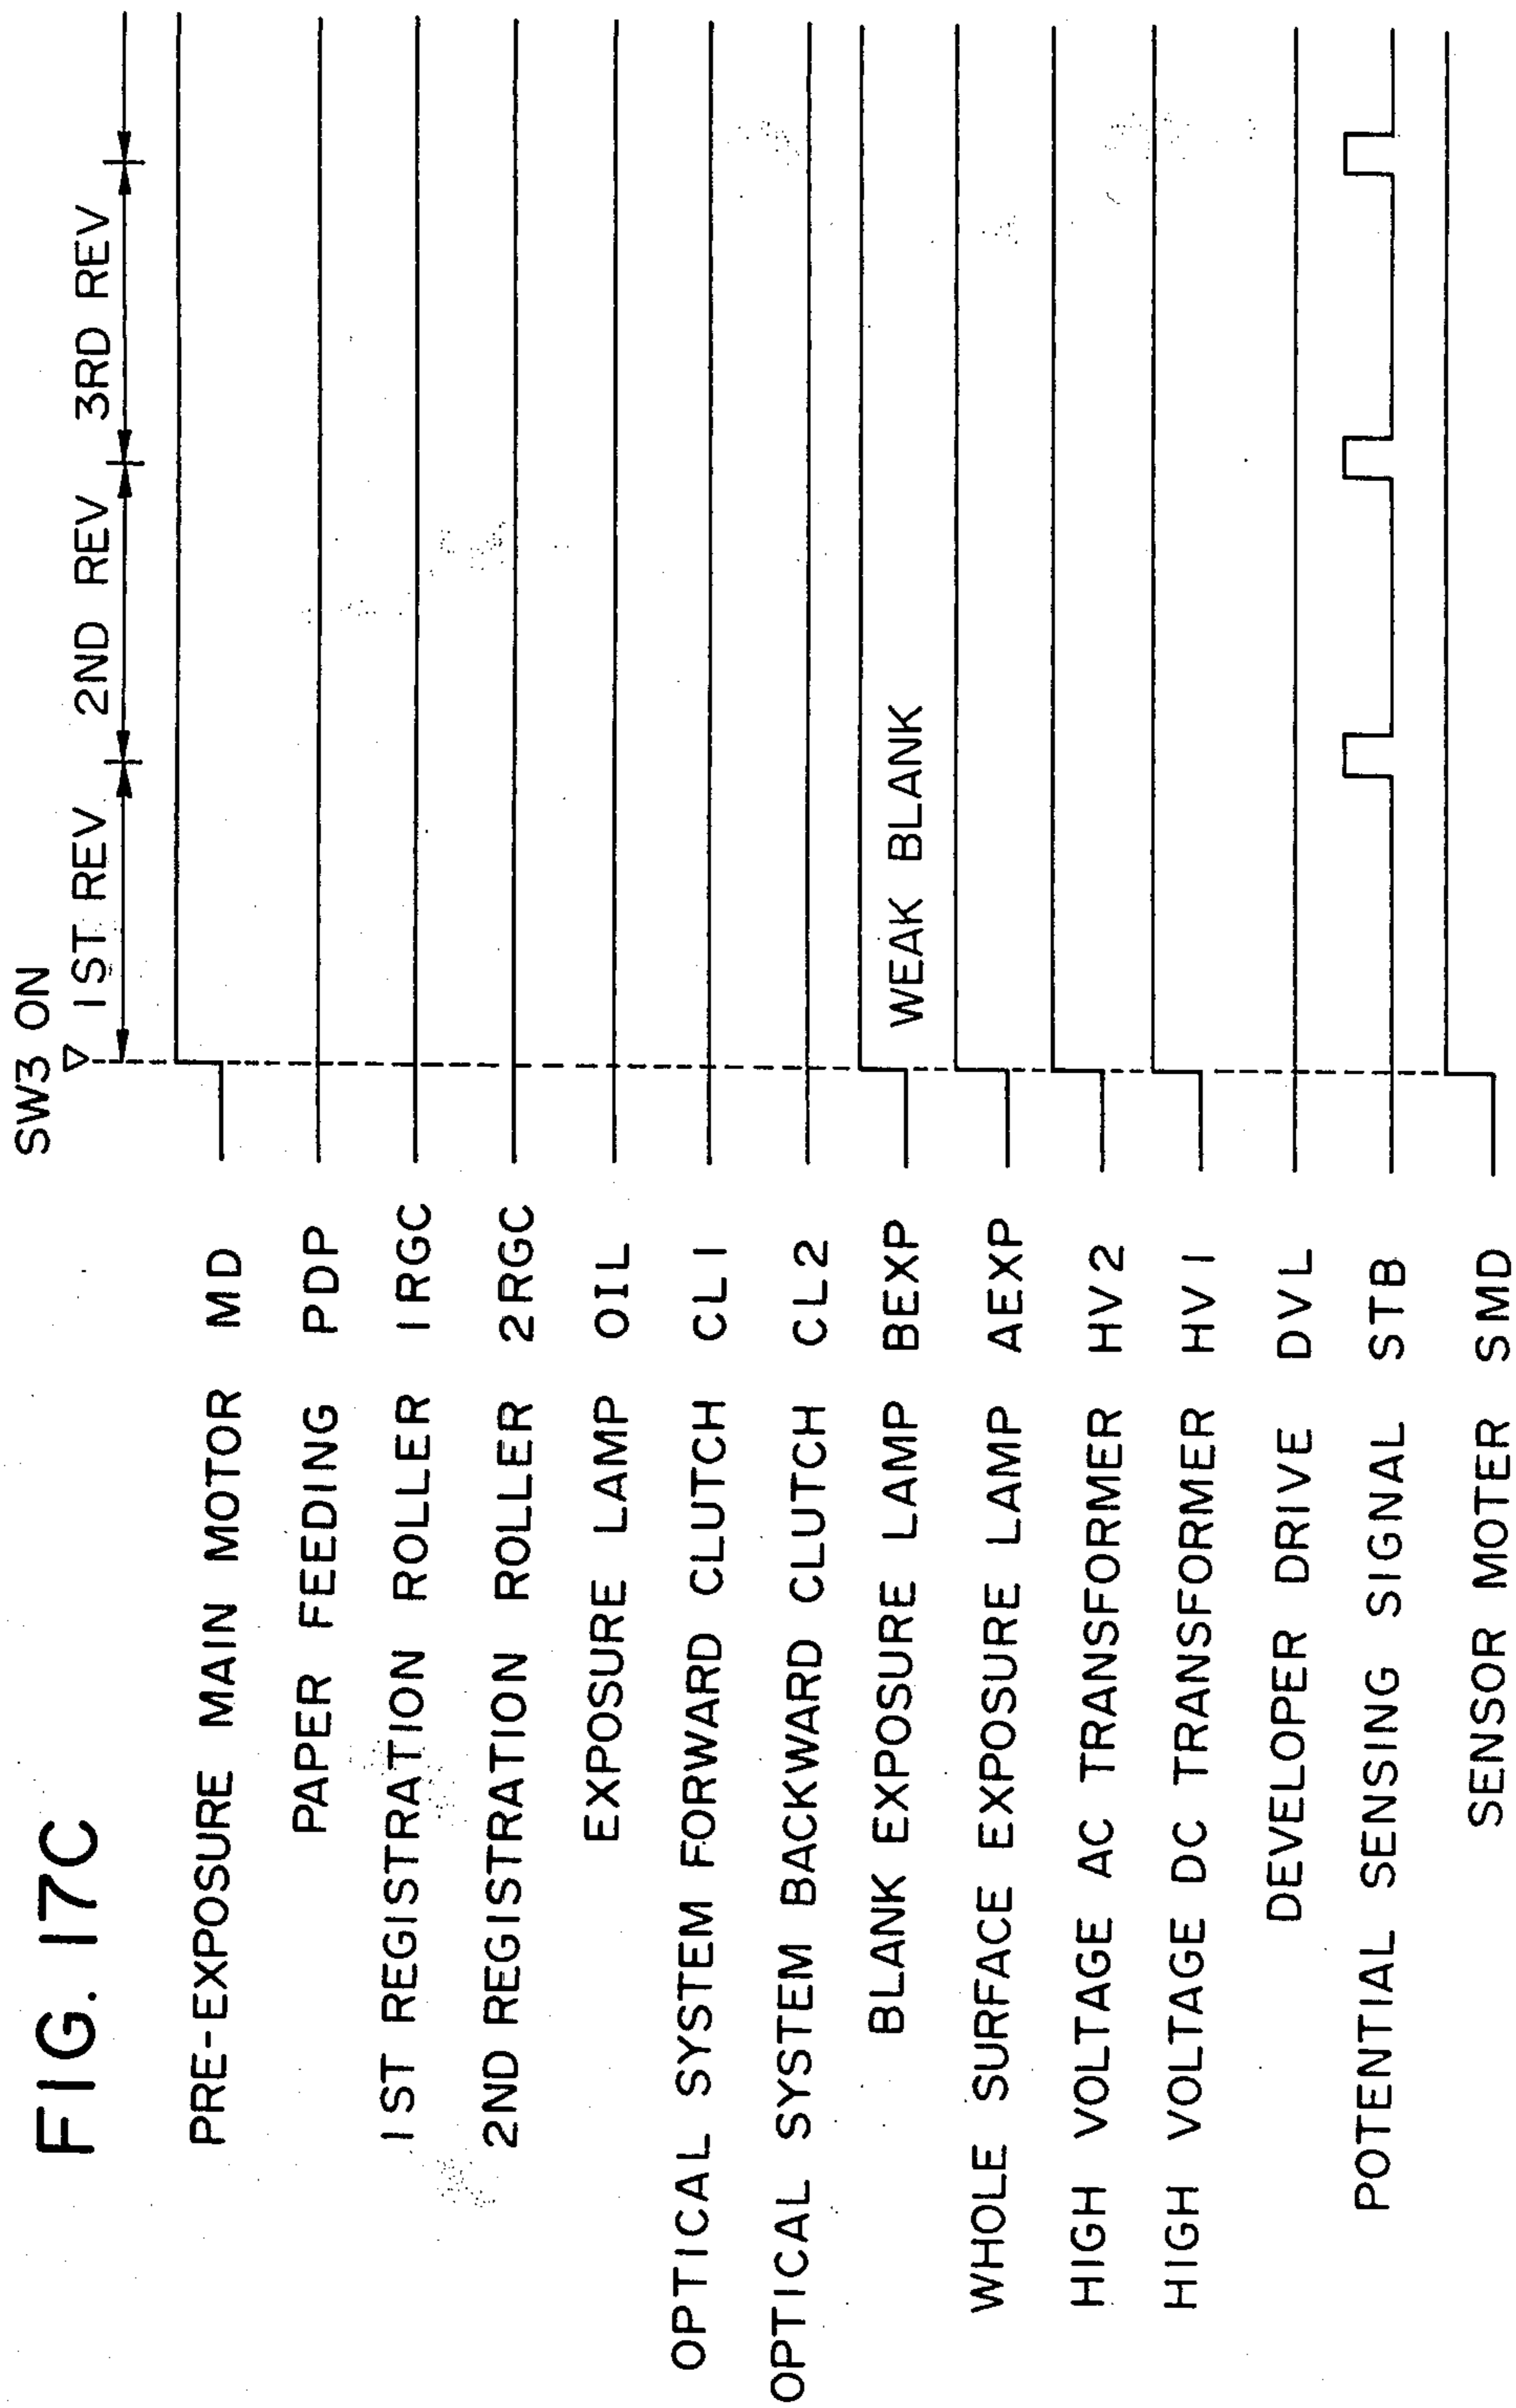 FIG. 17C
SW3 ON
1ST REV 2ND REV 3RD REV
PRE-EXPOSURE MAIN MOTOR MD
PAPER FEEDING PDP
1ST REGISTRATION ROLLER 1RGC
2ND REGISTRATION ROLLER 2RGC
EXPOSURE LAMP OIL
OPTICAL SYSTEM FORWARD CLUTCH CL1
OPTICAL SYSTEM BACKWARD CLUTCH CL2
BLANK EXPOSURE LAMP BEXP
WEAK BLANK
WHOLE SURFACE EXPOSURE LAMP AEXP
HIGH VOLTAGE AC TRANSFORMER HV2
HIGH VOLTAGE DC TRANSFORMER HV1
DEVELOPER DRIVE DVL
POTENTIAL SENSING SIGNAL STB
SENSOR MOTER SMD